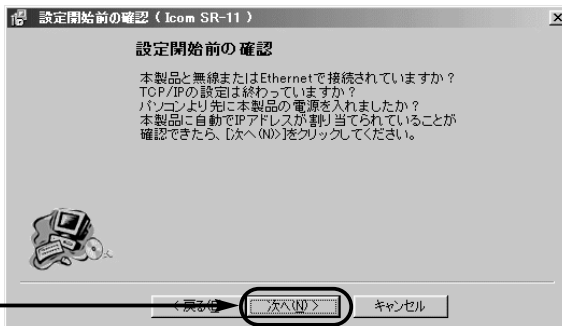 設定開始前の確認(Icom SR-11)
設定開始前の確認
本製品と無線またはEthernetで接続されていますか?
TCP/IPの設定は終わっていますか?
パソコンより先に本製品の電源を入れましたか?
本製品に自動でIPアドレスが割り当てられていることが
確認できたら、[次へ(N)>]をクリックしてください。
<戻る(B) 次へ(N)> キャンセル